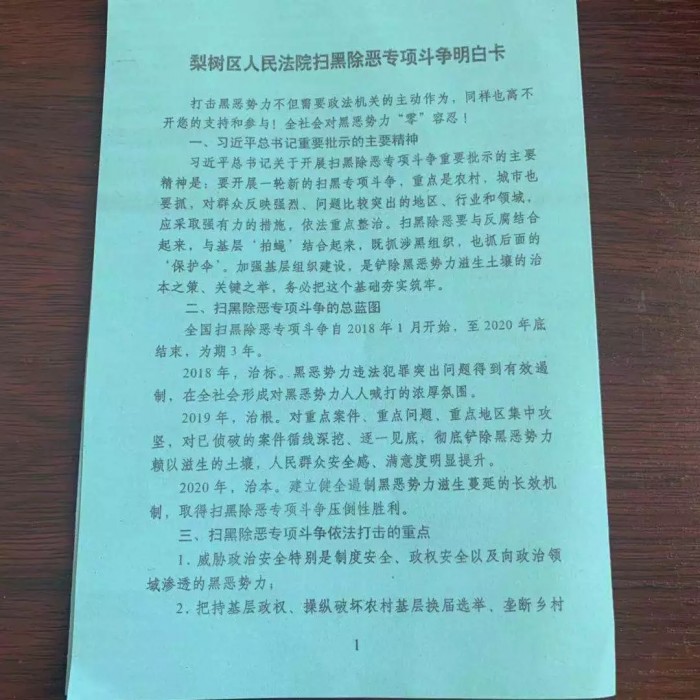 梨树区人民法院扫黑除恶专项斗争明白卡
打击黑恶势力不但需要政法机关的主动作为，同样也离不
开您的支持和参与！全社会对黑恶势力“零”容忍！
一、习近平总书记重要批示的主要精神
习近平总书记关于开展扫黑除恶专项斗争重要批示的主要
精神是：要开展一轮新的扫黑专项斗争，重点是农村，城市也
要抓，对群众反映强烈、问题比较突出的地区、行业和领域，
应采取强有力的措施，依法重点整治。扫黑除恶要与反腐结合
起来，与基层‘拍蝇’结合起来，既抓涉黑组织，也抓后面的
‘保护伞’。加强基层组织建设，是铲除黑恶势力滋生土壤的治
本之策、关键之举，务必把这个基础夯实筑牢。
二、扫黑除恶专项斗争的总蓝图
全国扫黑除恶专项斗争自 2018 年 1 月开始，至 2020 年底
结束，为期 3 年。
2018 年，治标。黑恶势力违法犯罪突出问题得到有效遏
制，在全社会形成对黑恶势力人人喊打的浓厚氛围。
2019 年，治根。对重点案件、重点问题、重点地区集中攻
坚，对已侦破的案件循线深挖、逐一见底，彻底铲除黑恶势力
赖以滋生的土壤，人民群众安全感、满意度明显提升。
2020 年，治本。建立健全遏制黑恶势力滋生蔓延的长效机
制，取得扫黑除恶专项斗争压倒性胜利。
三、扫黑除恶专项斗争依法打击的重点
1．威胁政治安全特别是制度安全、政权安全以及向政治领
域渗透的黑恶势力；
2．把持基层政权、操纵破坏农村基层换届选举、垄断乡村
1